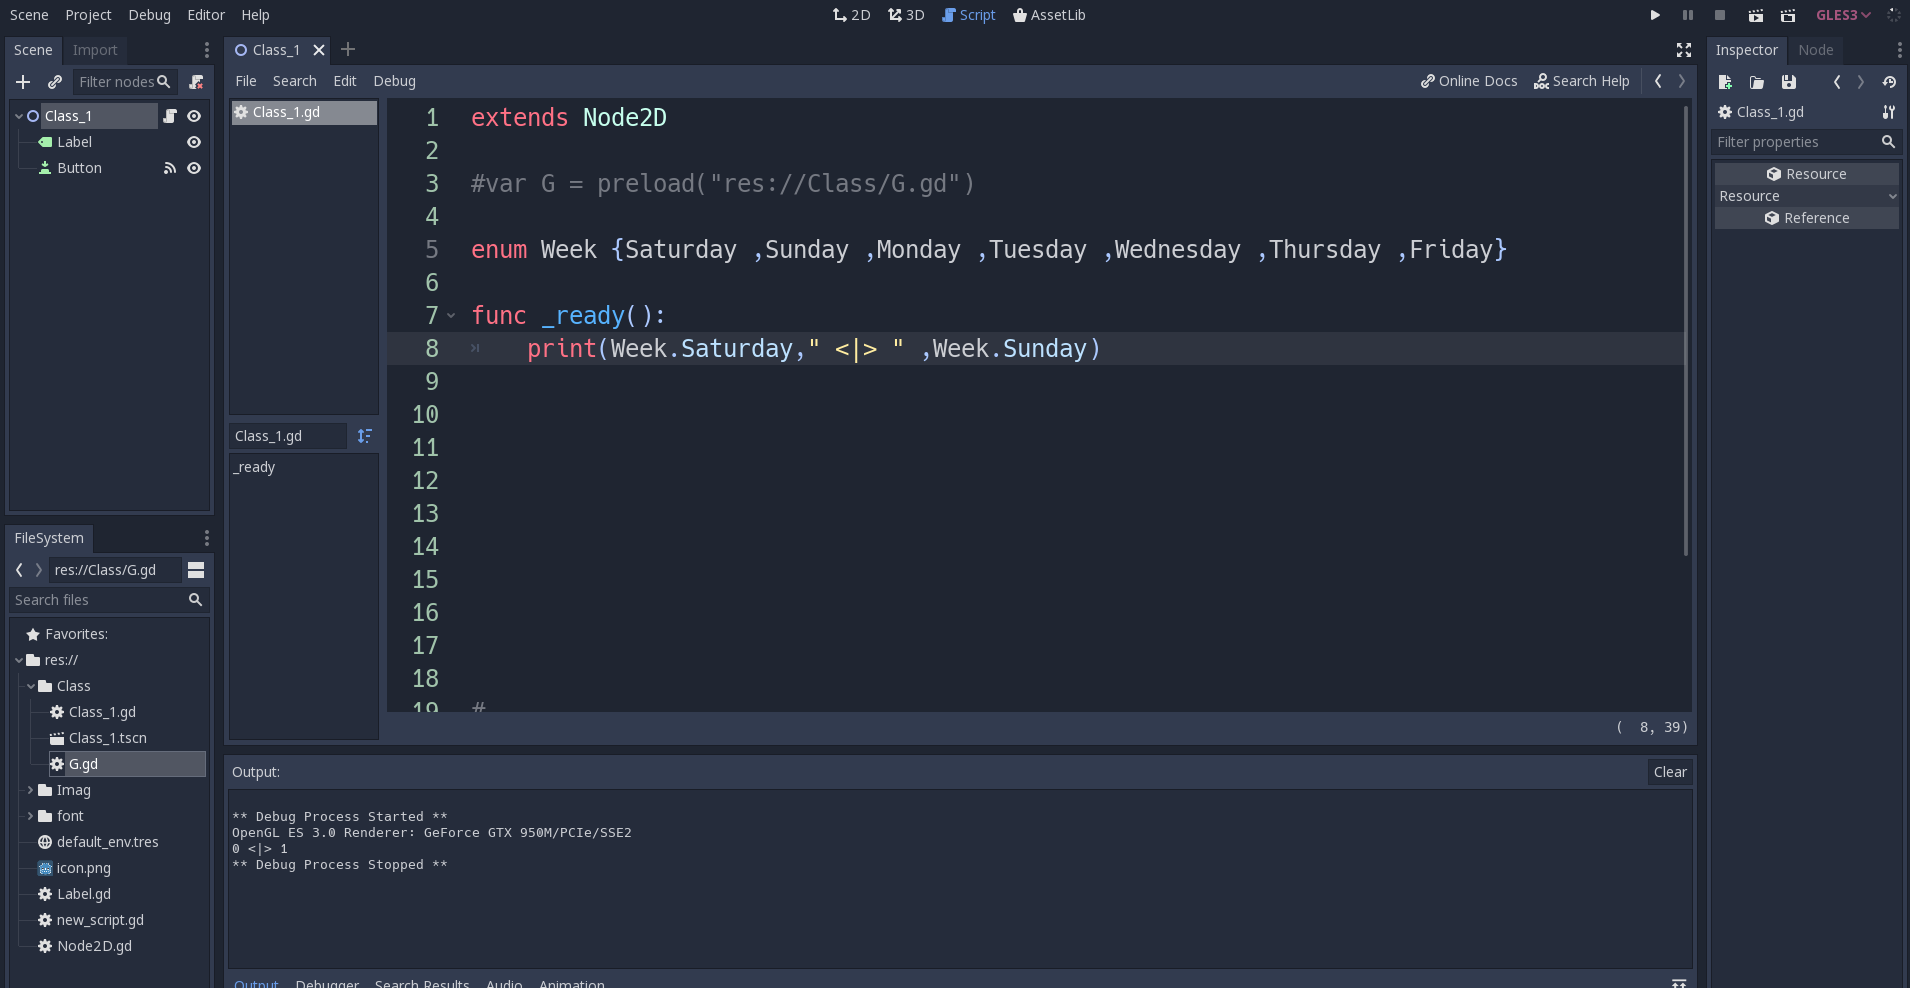 Scene Project Debug Editor Help
2D 3D Script AssetLib
GLES3
Scene Import
Filter nodes
Class_1
Label
Button
FileSystem
res://Class/G.gd
Search files
Favorites:
res://
Class
Class_1.gd
Class_1.tscn
G.gd
Imag
font
default_env.tres
icon.png
Label.gd
new_script.gd
Node2D.gd
Class_1
File Search Edit Debug
Online Docs Search Help
Class_1.gd
Class_1.gd
_ready
1 extends Node2D
2
3 #var G = preload("res://Class/G.gd")
4
5 enum Week {Saturday ,Sunday ,Monday ,Tuesday ,Wednesday ,Thursday ,Friday}
6
7 func _ready():
8 print(Week.Saturday," <|> " ,Week.Sunday)
9
10
11
12
13
14
15
16
17
18
19 #
( 8, 39)
Output:
Clear
** Debug Process Started **
OpenGL ES 3.0 Renderer: GeForce GTX 950M/PCIe/SSE2
0 <|> 1
** Debug Process Stopped **
Output Debugger Search Results Audio Animation
Inspector Node
Class_1.gd
Filter properties
Resource
Resource
Reference